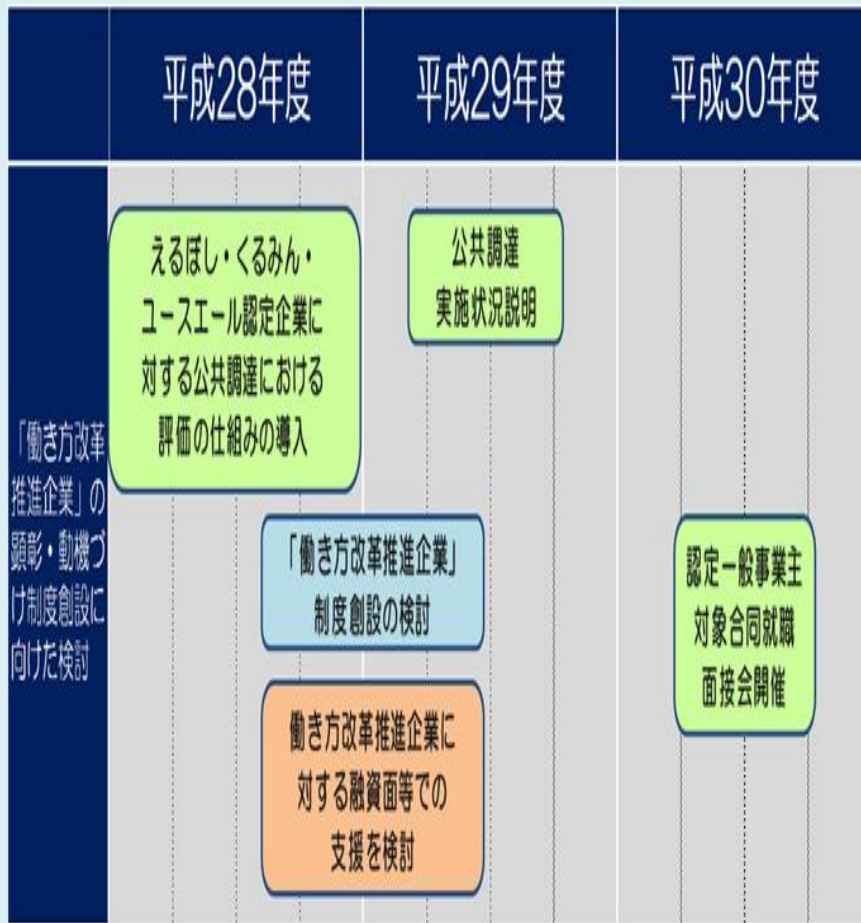 平成28年度
平成29年度
平成30年度
「働き方改革
推進企業」の
顕彰・動機づ
け制度創設に
向けた検討
えるぼし・くるみん・
ユースエール認定企業に
対する公共調達における
評価の仕組みの導入
公共調達
実施状況説明
「働き方改革推進企業」
制度創設の検討
働き方改革推進企業に
対する融資面等での
支援を検討
認定一般事業主
対象合同就職
面接会開催